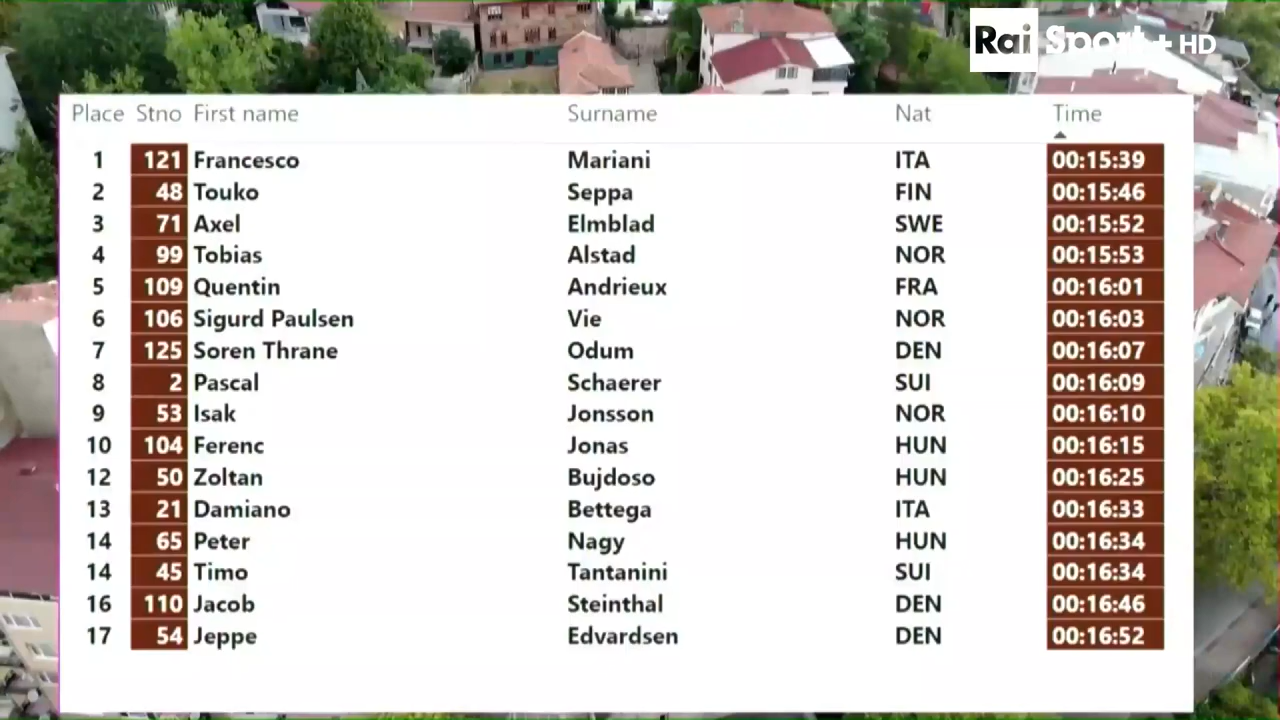 Rai Sport + HD
Place Stno First name Surname Nat Time
1 121 Francesco Mariani ITA 00:15:39
2 48 Touko Seppa FIN 00:15:46
3 71 Axel Elmblad SWE 00:15:52
4 99 Tobias Alstad NOR 00:15:53
5 109 Quentin Andrieux FRA 00:16:01
6 106 Sigurd Paulsen Vie NOR 00:16:03
7 125 Soren Thrane Odum DEN 00:16:07
8 2 Pascal Schaerer SUI 00:16:09
9 53 Isak Jonsson NOR 00:16:10
10 104 Ferenc Jonas HUN 00:16:15
12 50 Zoltan Bujdoso HUN 00:16:25
13 21 Damiano Bettega ITA 00:16:33
14 65 Peter Nagy HUN 00:16:34
14 45 Timo Tantanini SUI 00:16:34
16 110 Jacob Steinthal DEN 00:16:46
17 54 Jeppe Edvardsen DEN 00:16:52